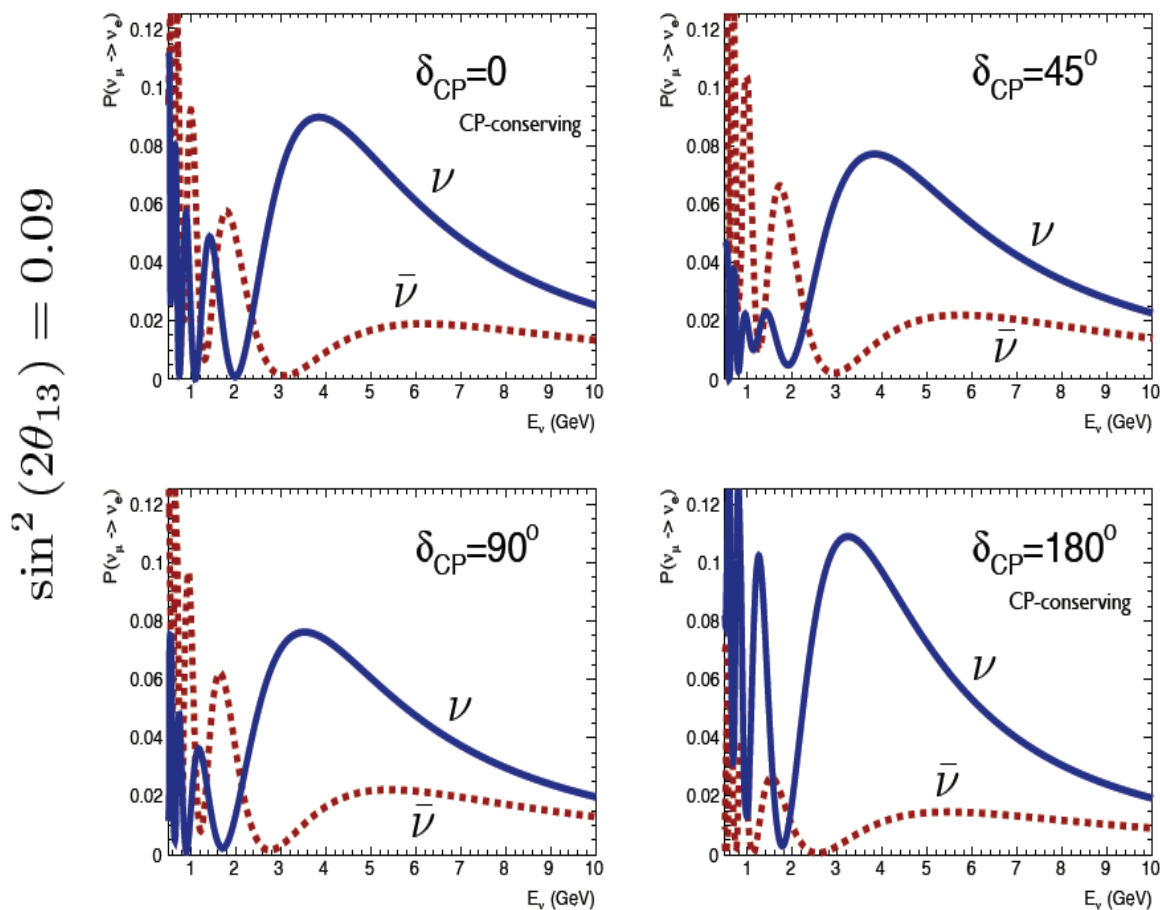 sin² (2θ₁₃) = 0.09
P(ν_μ -> ν_e)
0.12
0.1
0.08
0.06
0.04
0.02
0
δ_CP=0
CP-conserving
ν
ν̄
1 2 3 4 5 6 7 8 9 10
E_ν (GeV)
P(ν_μ -> ν_e)
0.12
0.1
0.08
0.06
0.04
0.02
0
δ_CP=45⁰
ν
ν̄
1 2 3 4 5 6 7 8 9 10
E_ν (GeV)
P(ν_μ -> ν_e)
0.12
0.1
0.08
0.06
0.04
0.02
0
δ_CP=90⁰
ν
ν̄
1 2 3 4 5 6 7 8 9 10
E_ν (GeV)
P(ν_μ -> ν_e)
0.12
0.1
0.08
0.06
0.04
0.02
0
δ_CP=180⁰
CP-conserving
ν
ν̄
1 2 3 4 5 6 7 8 9 10
E_ν (GeV)